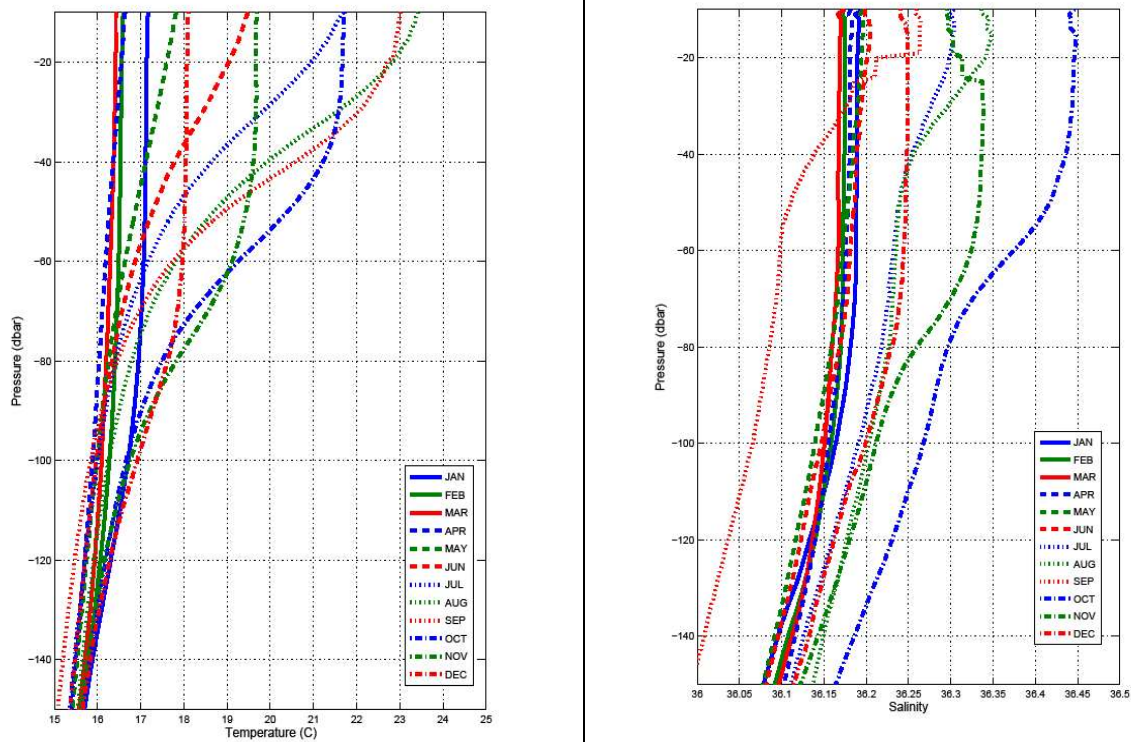 -20
-40
-60
-80
-100
-120
-140
Pressure (dbar)
JAN
FEB
MAR
APR
MAY
JUN
JUL
AUG
SEP
OCT
NOV
DEC
15 16 17 18 19 20 21 22 23 24 25
Temperature (C)
-20
-40
-60
-80
-100
-120
-140
Pressure (dbar)
JAN
FEB
MAR
APR
MAY
JUN
JUL
AUG
SEP
OCT
NOV
DEC
36 36.05 36.1 36.15 36.2 36.25 36.3 36.35 36.4 36.45 36.5
Salinity